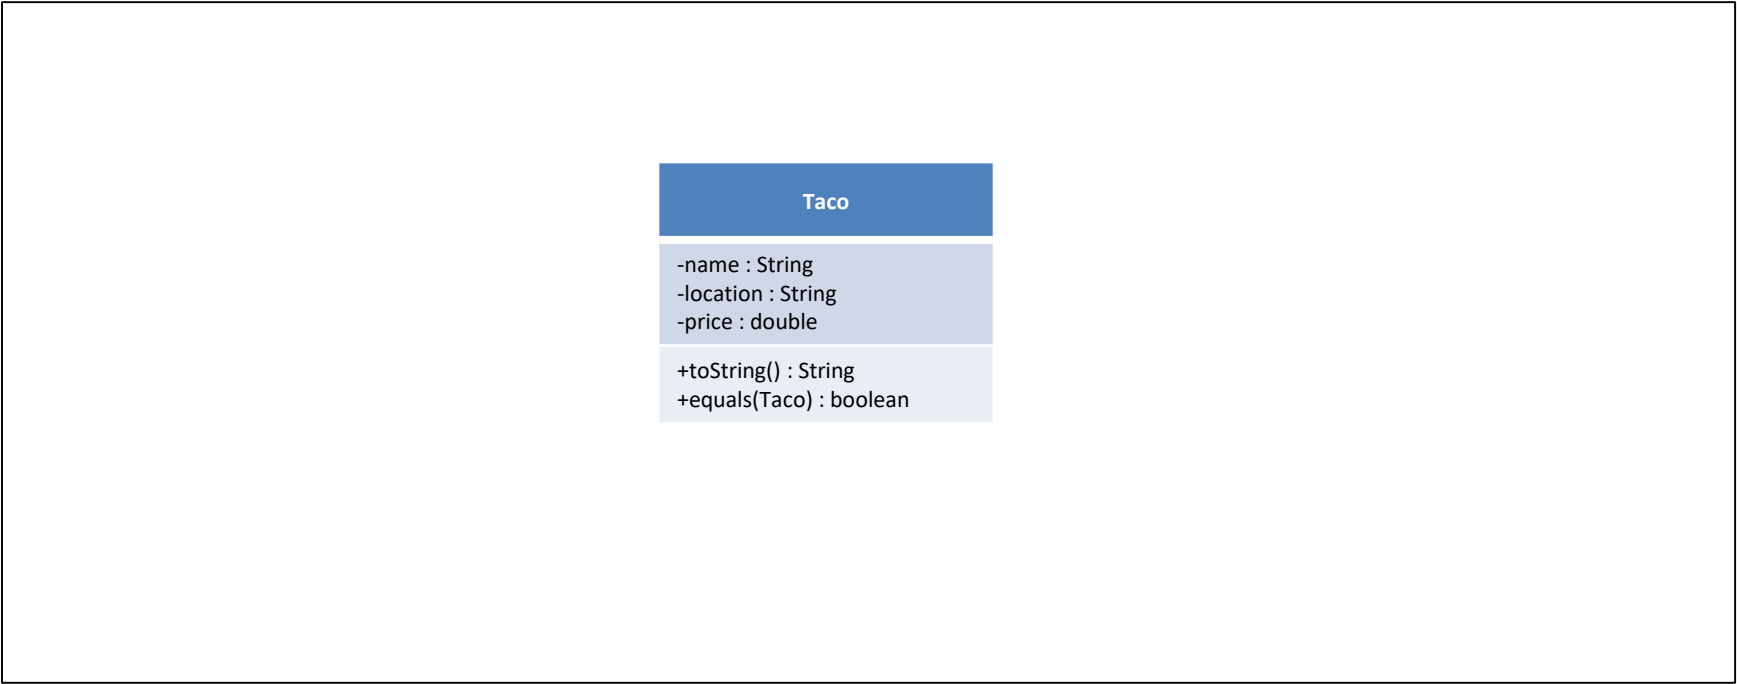 Taco
-name : String
-location : String
-price : double
+toString() : String
+equals(Taco) : boolean